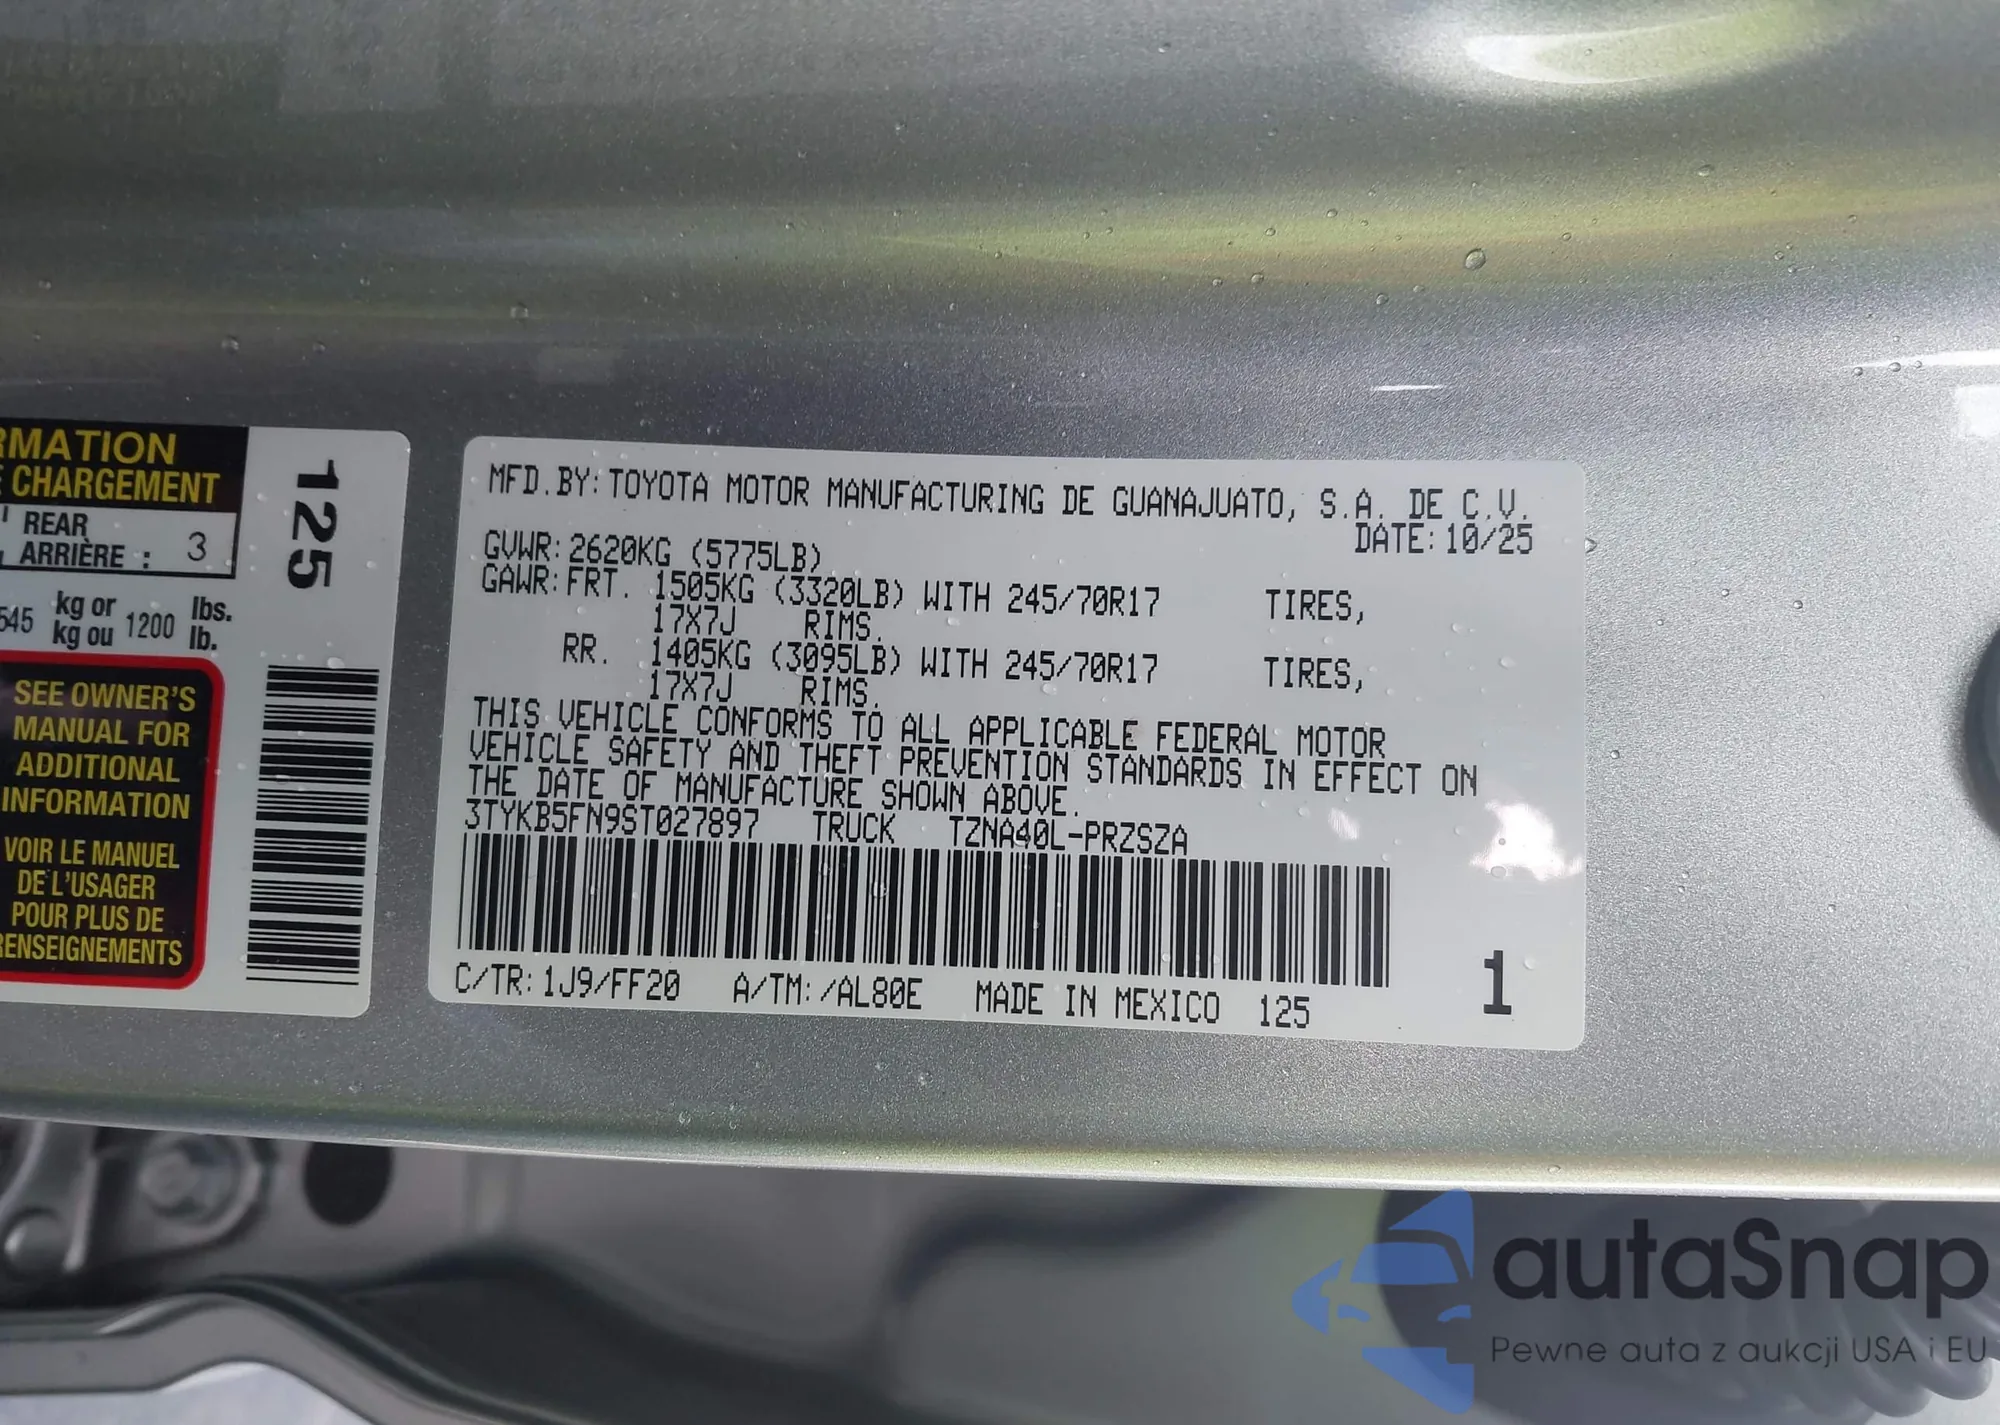 RMATION
E CHARGEMENT
REAR
ARRIÈRE : 3
545 kg or 1200 lbs.
kg ou lb.
SEE OWNER'S
MANUAL FOR
ADDITIONAL
INFORMATION
VOIR LE MANUEL
DE L'USAGER
POUR PLUS DE
RENSEIGNEMENTS
125
MFD.BY:TOYOTA MOTOR MANUFACTURING DE GUANAJUATO, S.A. DE C.V.
DATE:10/25
GVWR:2620KG (5775LB)
GAWR:FRT. 1505KG (3320LB) WITH 245/70R17 TIRES,
17X7J RIMS.
RR. 1405KG (3095LB) WITH 245/70R17 TIRES,
17X7J RIMS.
THIS VEHICLE CONFORMS TO ALL APPLICABLE FEDERAL MOTOR
VEHICLE SAFETY AND THEFT PREVENTION STANDARDS IN EFFECT ON
THE DATE OF MANUFACTURE SHOWN ABOVE.
3TYKB5FN9ST027897 TRUCK TZNA40L-PRZSZA
C/TR:1J9/FF20 A/TM:/AL80E MADE IN MEXICO 125
1
autaSnap
Pewne auta z aukcji USA i EU